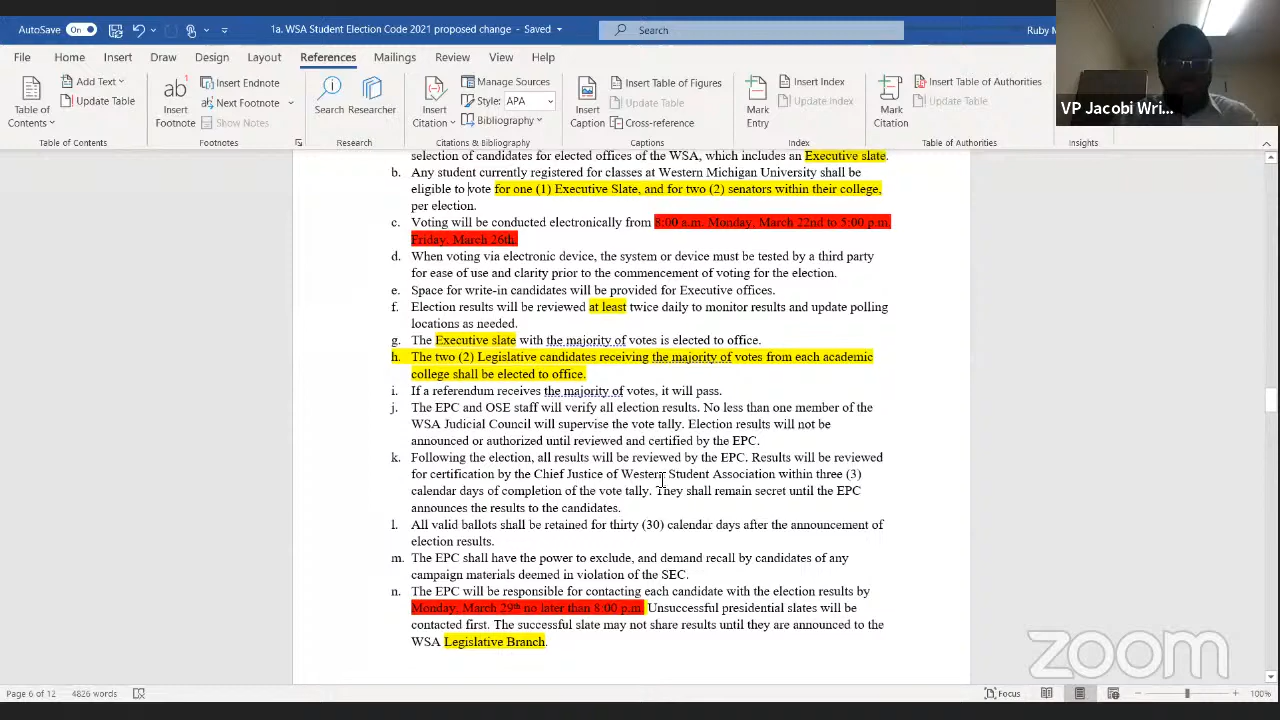 AutoSave On 1a. WSA Student Election Code 2021 proposed change - Saved Search Ruby M
File Home Insert Draw Design Layout References Mailings Review View Help
Table of Contents
Add Text
Update Table
Table of Contents
ab¹
Insert Footnote
Insert Endnote
Next Footnote
Show Notes
Footnotes
Search
Researcher
Research
Insert Citation
Manage Sources
Style: APA
Bibliography
Citations & Bibliography
Insert Caption
Insert Table of Figures
Update Table
Cross-reference
Captions
Mark Entry
Insert Index
Update Index
Index
Mark Citation
Insert Table of Authorities
Update Table
Table of Authorities
Insights
VP Jacobi Wri...
selection of candidates for elected offices of the WSA, which includes an Executive slate.
b. Any student currently registered for classes at Western Michigan University shall be
eligible to vote for one (1) Executive Slate, and for two (2) senators within their college,
per election.
c. Voting will be conducted electronically from 8:00 a.m. Monday, March 22nd to 5:00 p.m.
Friday, March 26th.
d. When voting via electronic device, the system or device must be tested by a third party
for ease of use and clarity prior to the commencement of voting for the election.
e. Space for write-in candidates will be provided for Executive offices.
f. Election results will be reviewed at least twice daily to monitor results and update polling
locations as needed.
g. The Executive slate with the majority of votes is elected to office.
h. The two (2) Legislative candidates receiving the majority of votes from each academic
college shall be elected to office.
i. If a referendum receives the majority of votes, it will pass.
j. The EPC and OSE staff will verify all election results. No less than one member of the
WSA Judicial Council will supervise the vote tally. Election results will not be
announced or authorized until reviewed and certified by the EPC.
k. Following the election, all results will be reviewed by the EPC. Results will be reviewed
for certification by the Chief Justice of Western Student Association within three (3)
calendar days of completion of the vote tally. They shall remain secret until the EPC
announces the results to the candidates.
l. All valid ballots shall be retained for thirty (30) calendar days after the announcement of
election results.
m. The EPC shall have the power to exclude, and demand recall by candidates of any
campaign materials deemed in violation of the SEC.
n. The EPC will be responsible for contacting each candidate with the election results by
Monday, March 29th no later than 8:00 p.m. Unsuccessful presidential slates will be
contacted first. The successful slate may not share results until they are announced to the
WSA Legislative Branch.
zoom
Page 6 of 12 4826 words Focus 100%